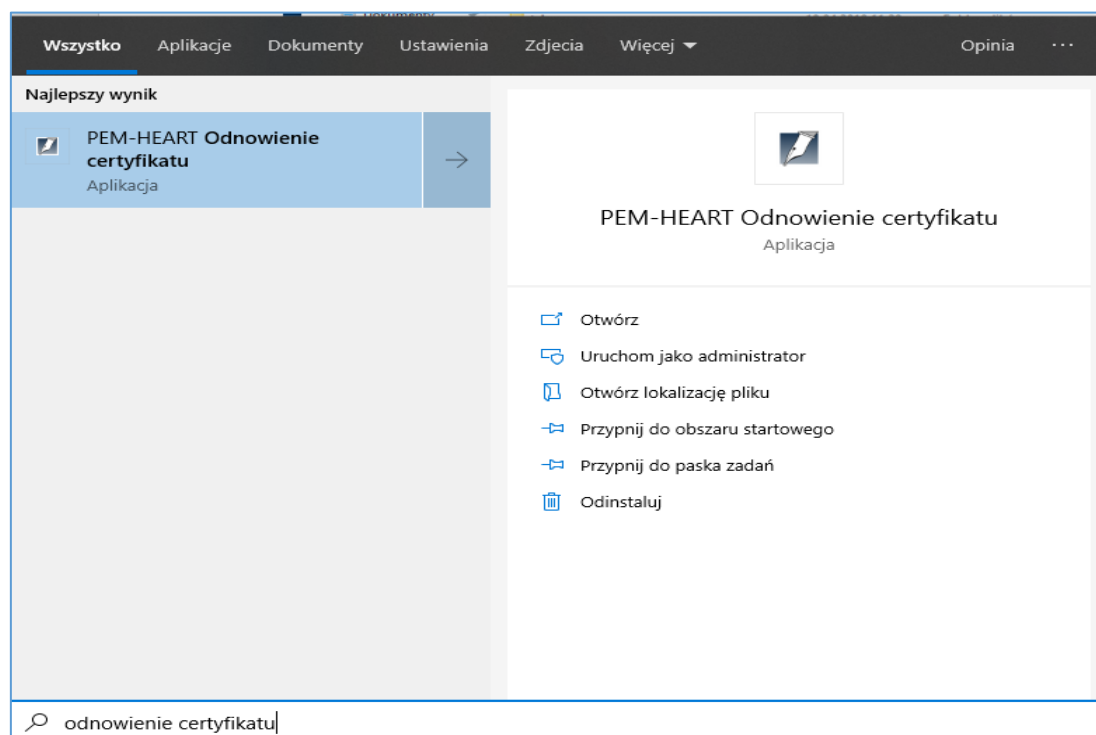 Wszystko Aplikacje Dokumenty Ustawienia Zdjecia Więcej Opinia ...
Najlepszy wynik
PEM-HEART Odnowienie
certyfikatu
Aplikacja
PEM-HEART Odnowienie certyfikatu
Aplikacja
Otwórz
Uruchom jako administrator
Otwórz lokalizację pliku
Przypnij do obszaru startowego
Przypnij do paska zadań
Odinstaluj
odnowienie certyfikatu